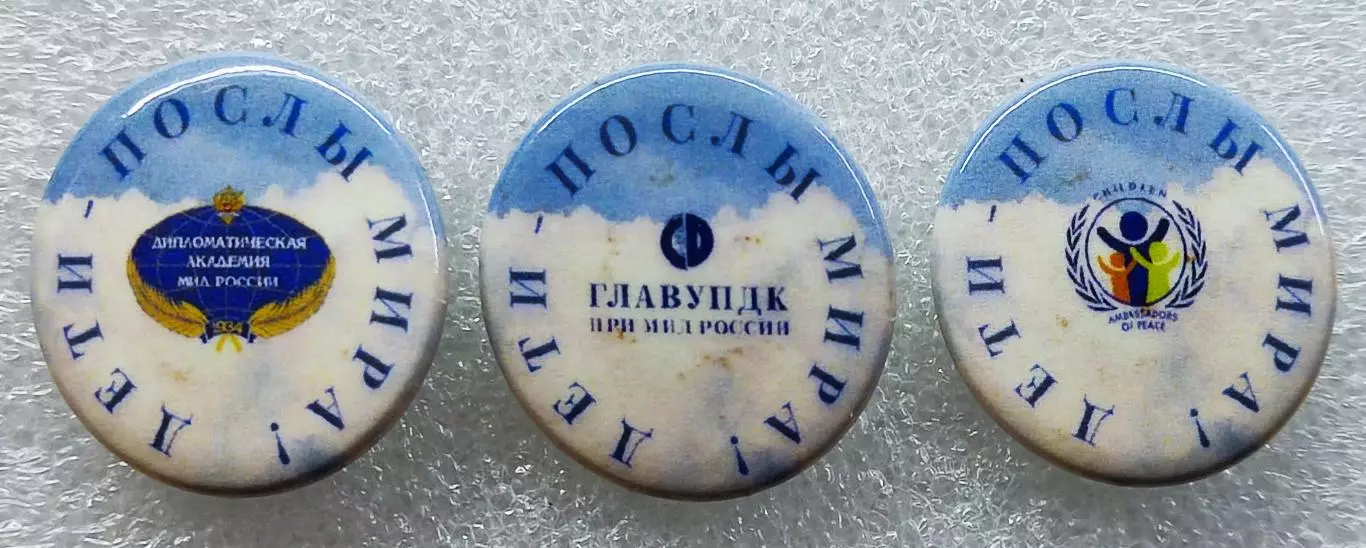 ДЕТИ - ПОСЛЫ МИРА!
ДИПЛОМАТИЧЕСКАЯ
АКАДЕМИЯ
МИД РОССИИ
1934
ДЕТИ - ПОСЛЫ МИРА!
ГЛАВУПДК
ПРИ МИД РОССИИ
ДЕТИ - ПОСЛЫ МИРА!
CHILDREN
AMBASSADORS
OF PEACE